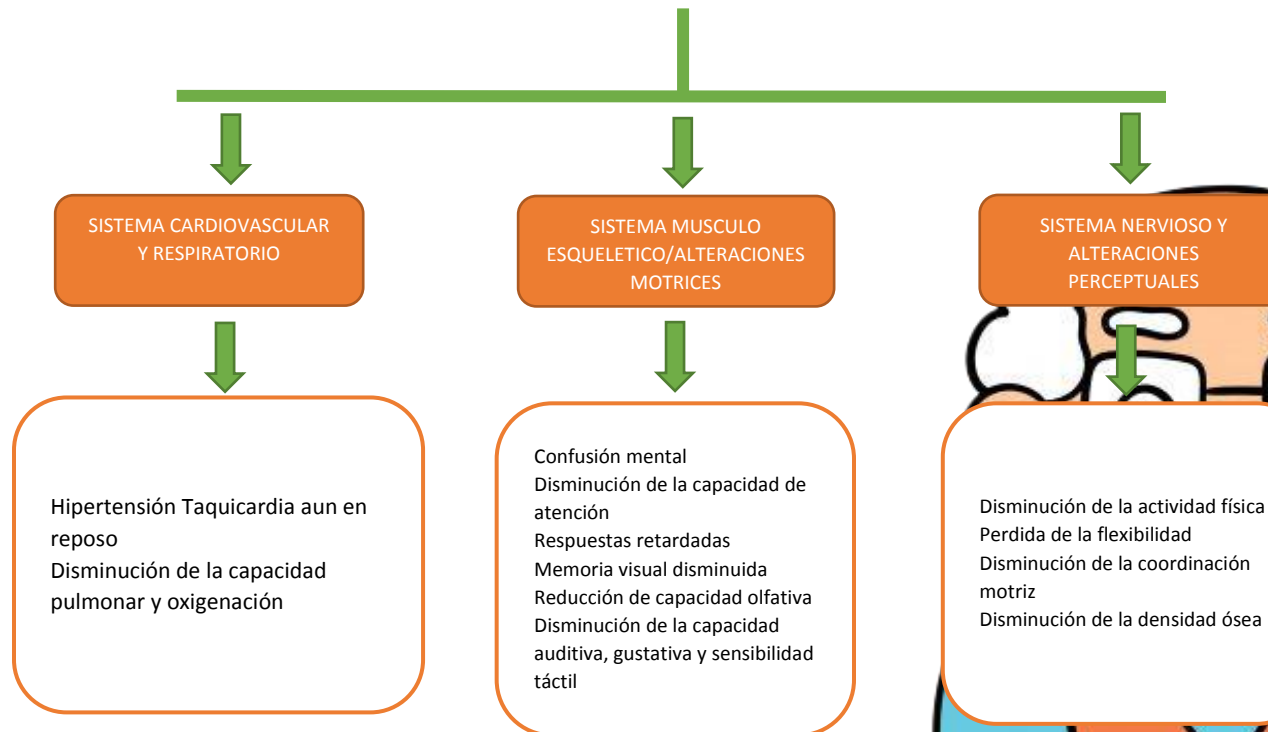 SISTEMA CARDIOVASCULAR
Y RESPIRATORIO
SISTEMA MUSCULO
ESQUELETICO/ALTERACIONES
MOTRICES
SISTEMA NERVIOSO Y
ALTERACIONES
PERCEPTUALES
Hipertensión Taquicardia aun en
reposo
Disminución de la capacidad
pulmonar y oxigenación
Confusión mental
Disminución de la capacidad de
atención
Respuestas retardadas
Memoria visual disminuida
Reducción de capacidad olfativa
Disminución de la capacidad
auditiva, gustativa y sensibilidad
táctil
Disminución de la actividad física
Perdida de la flexibilidad
Disminución de la coordinación
motriz
Disminución de la densidad ósea